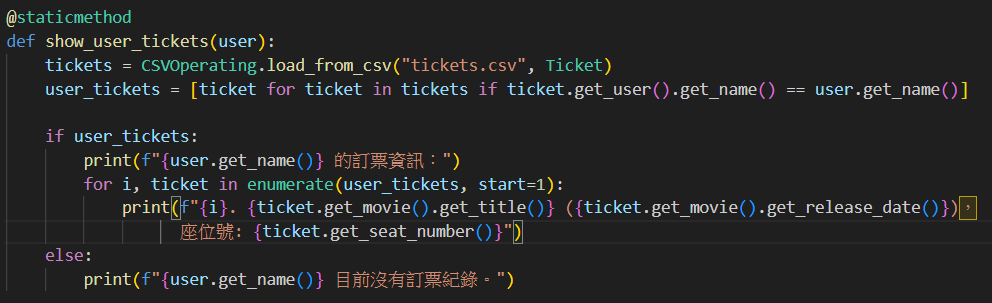 @staticmethod
def show_user_tickets(user):
    tickets = CSVOperating.load_from_csv("tickets.csv", Ticket)
    user_tickets = [ticket for ticket in tickets if ticket.get_user().get_name() == user.get_name()]
    if user_tickets:
        print(f"{user.get_name()} 的訂票資訊：")
        for i, ticket in enumerate(user_tickets, start=1):
            print(f"{i}. {ticket.get_movie().get_title()} ({ticket.get_movie().get_release_date()})，
                  座位號: {ticket.get_seat_number()}")
    else:
        print(f"{user.get_name()} 目前沒有訂票紀錄。")